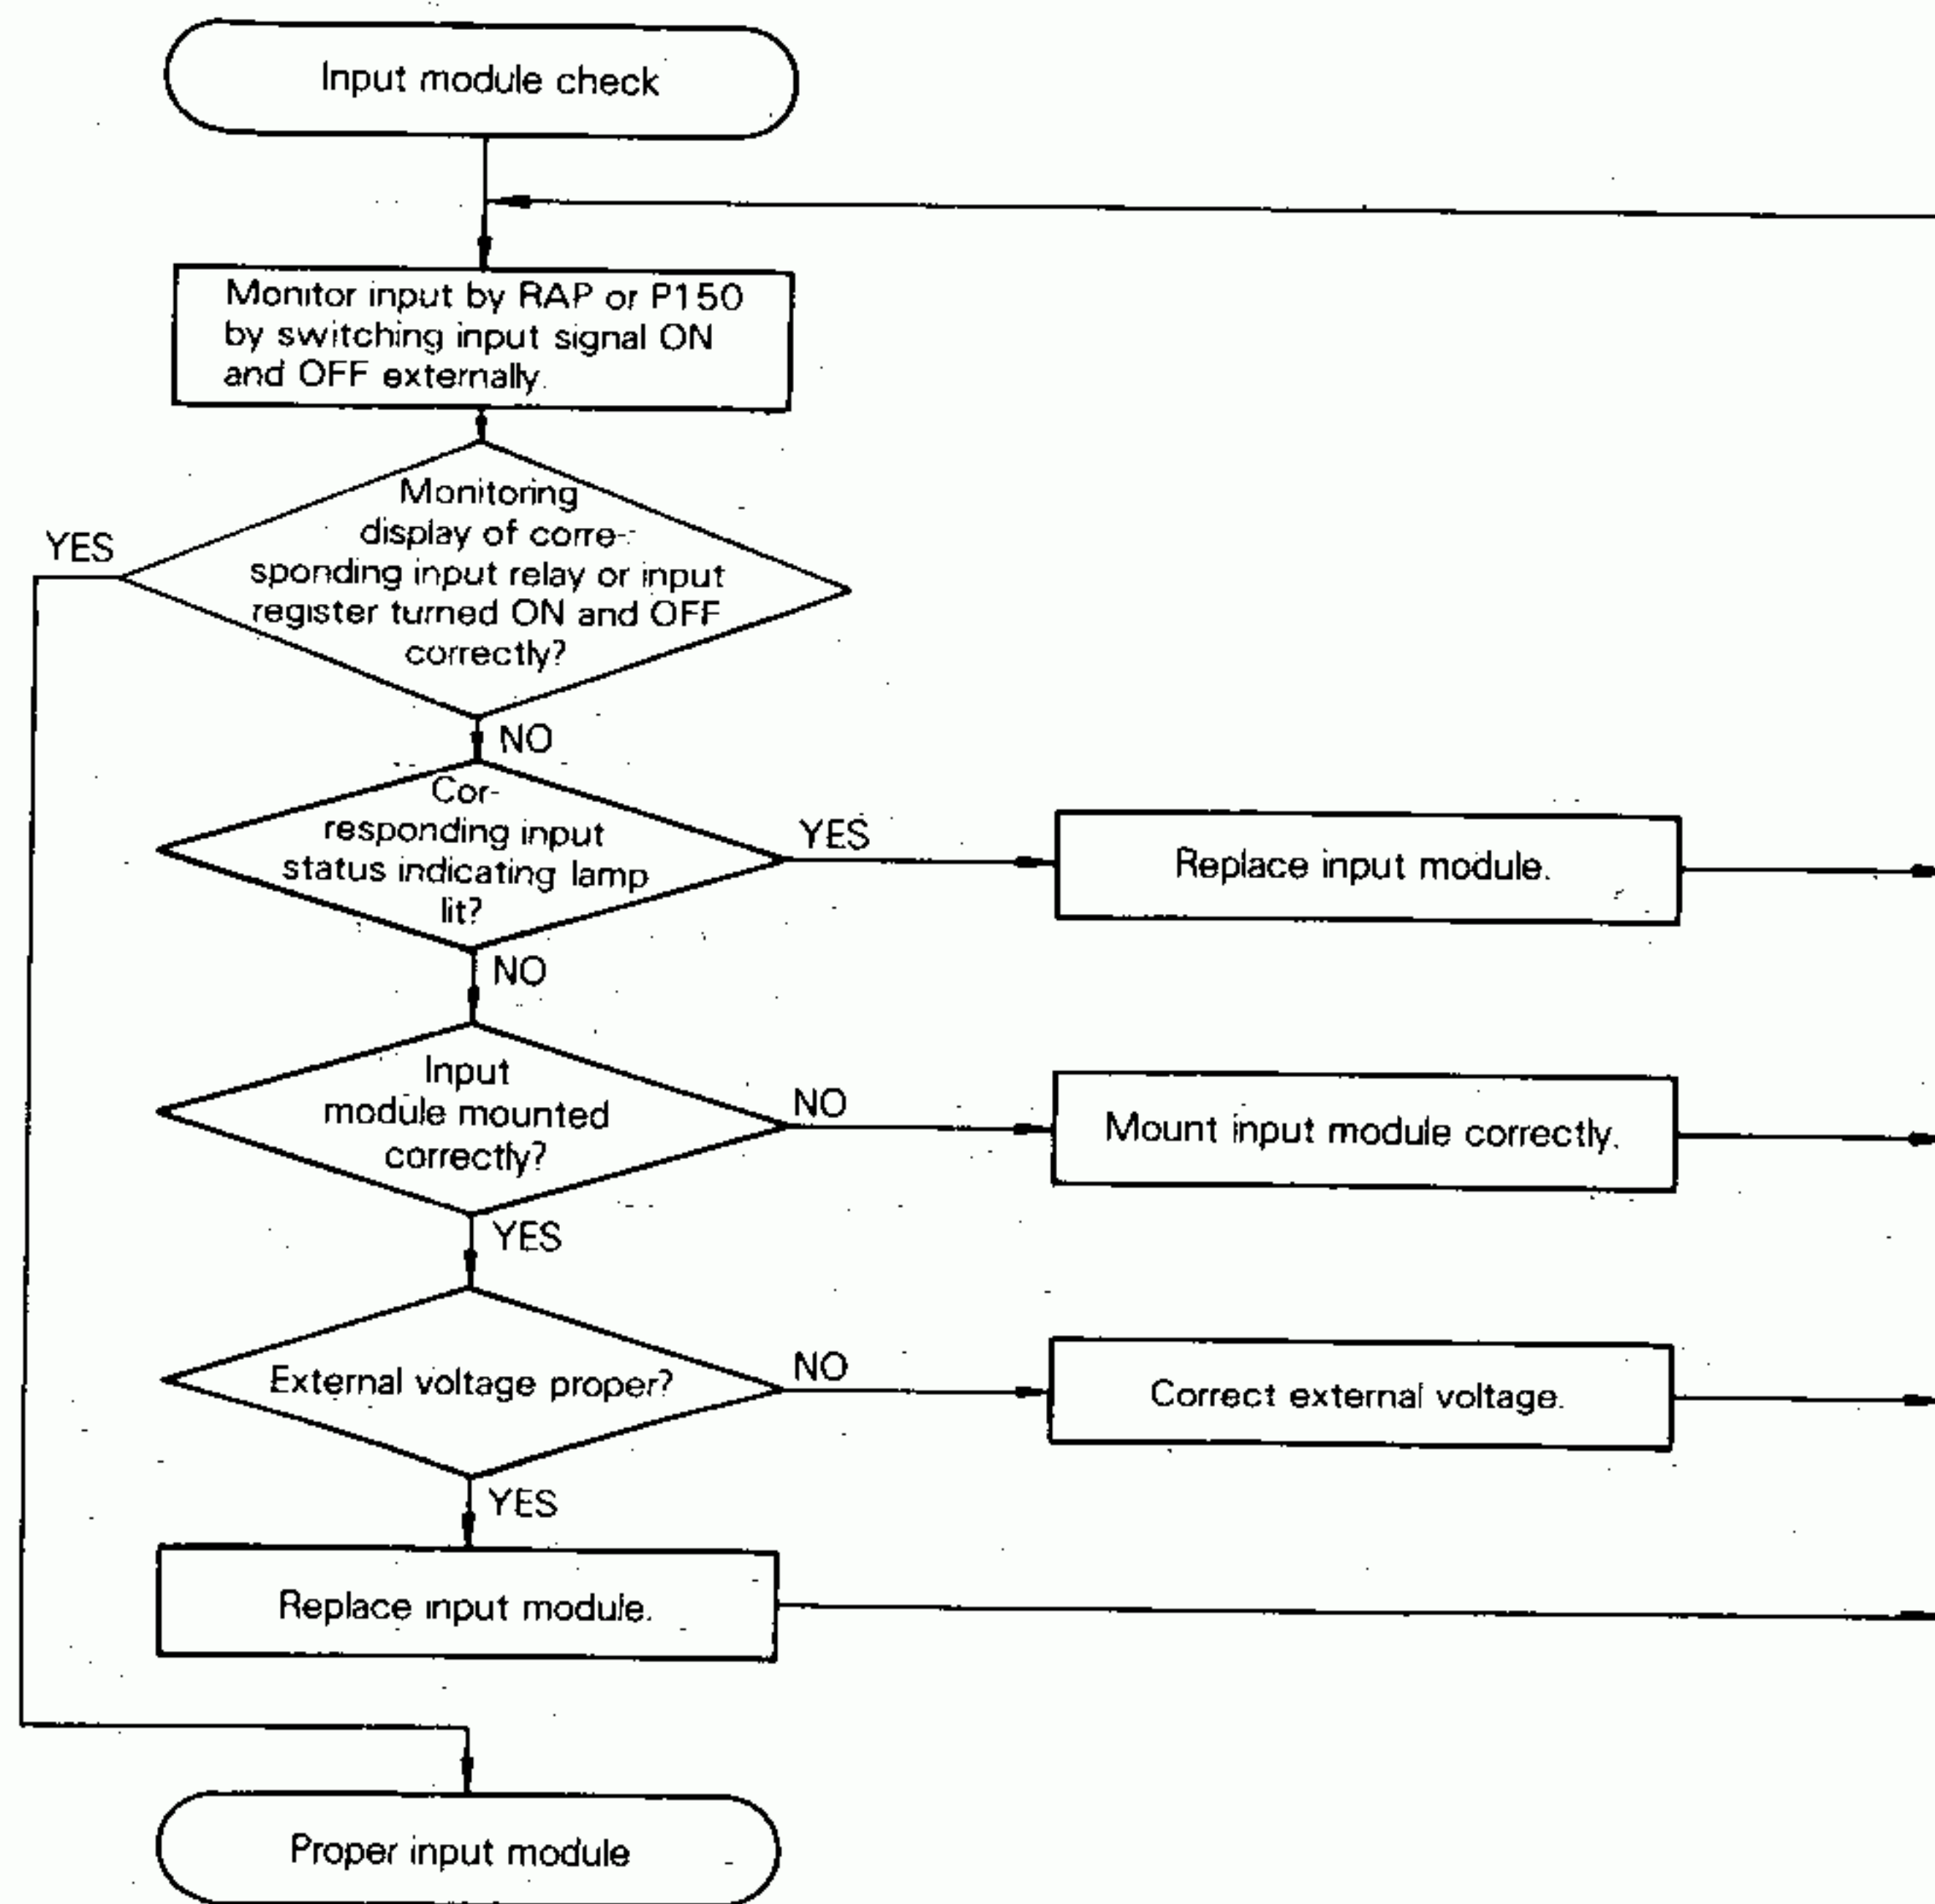 Input module check
Monitor input by RAP or P150
by switching input signal ON
and OFF externally.
Monitoring
display of corre-
sponding input relay or input
register turned ON and OFF
correctly?
YES
NO
Cor-
responding input
status indicating lamp
lit?
YES
Replace input module.
NO
Input
module mounted
correctly?
NO
Mount input module correctly.
YES
External voltage proper?
NO
Correct external voltage.
YES
Replace input module.
Proper input module